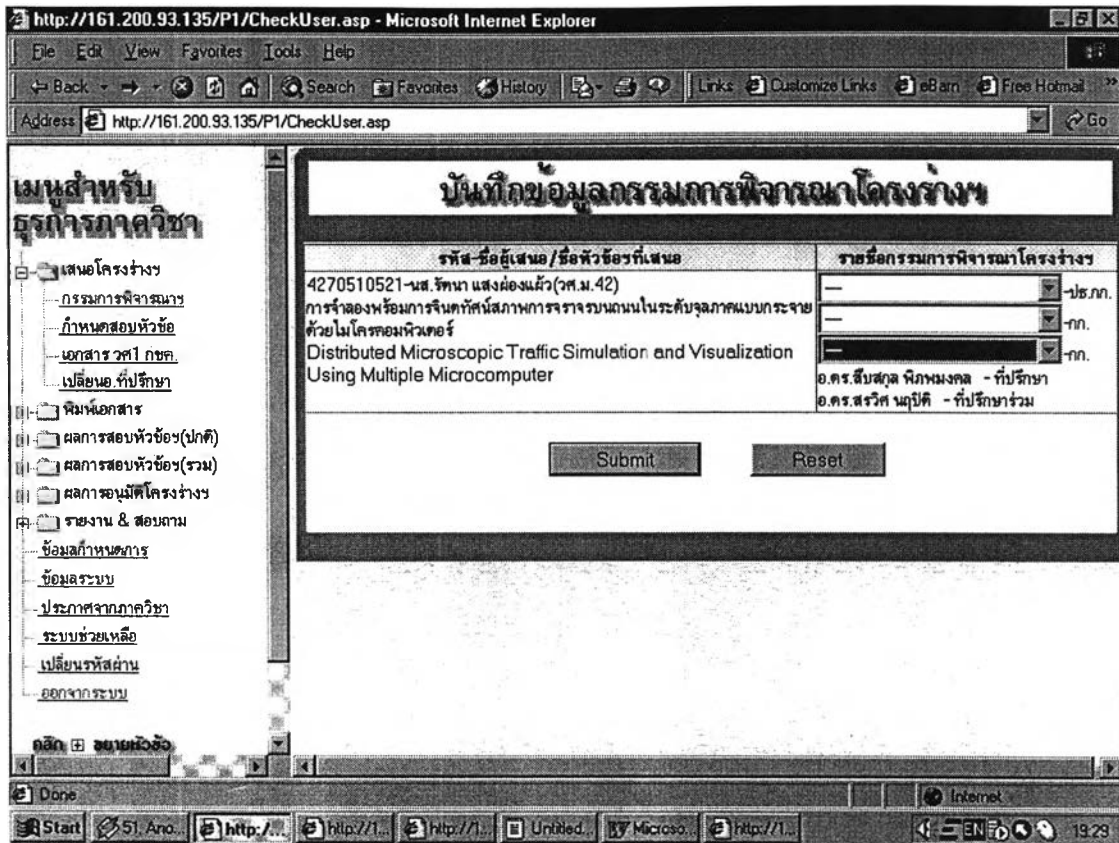 http://161.200.93.135/P1/CheckUser.asp - Microsoft Internet Explorer
File Edit View Favorites Tools Help
Back Search Favorites History Links Customize Links eBarn Free Hotmail
Address http://161.200.93.135/P1/CheckUser.asp Go
เมนูสำหรับ
ธุรการภาควิชา
เสนอโครงร่างฯ
กรรมการพิจารณาฯ
กำหนดสอบหัวข้อ
เอกสาร วศ1 กชค.
เปลี่ยนอ.ที่ปรึกษา
พิมพ์เอกสาร
ผลการสอบหัวข้อฯ(ปกติ)
ผลการสอบหัวข้อฯ(รวม)
ผลการอนุมัติโครงร่างฯ
รายงาน & สอบถาม
ข้อมูลกำหนดการ
ข้อมูลระบบ
ประกาศจากภาควิชา
ระบบช่วยเหลือ
เปลี่ยนรหัสผ่าน
ออกจากระบบ
คลิก ขยายหัวข้อ
บันทึกข้อมูลกรรมการพิจารณาโครงร่างฯ
รหัส-ชื่อผู้เสนอ/ชื่อหัวข้อฯที่เสนอ
4270510521-นส.รัตนา แสงผ่องแผ้ว(วศ.ม.42)
การจำลองพร้อมการจินตทัศน์สภาพการจราจรบนถนนในระดับจุลภาคแบบกระจาย
ด้วยไมโครคอมพิวเตอร์
Distributed Microscopic Traffic Simulation and Visualization
Using Multiple Microcomputer
รายชื่อกรรมการพิจารณาโครงร่างฯ
--- -ปธ.กก.
--- -กก.
--- -กก.
อ.ดร.สืบสกุล พิภพมงคล - ที่ปรึกษา
อ.ดร.สรวิศ นฤปิติ - ที่ปรึกษาร่วม
Submit Reset
Done Internet
Start 51. Ano... http:/... http://1... http://1... Untitled... Microso... http://1... EN 19:29